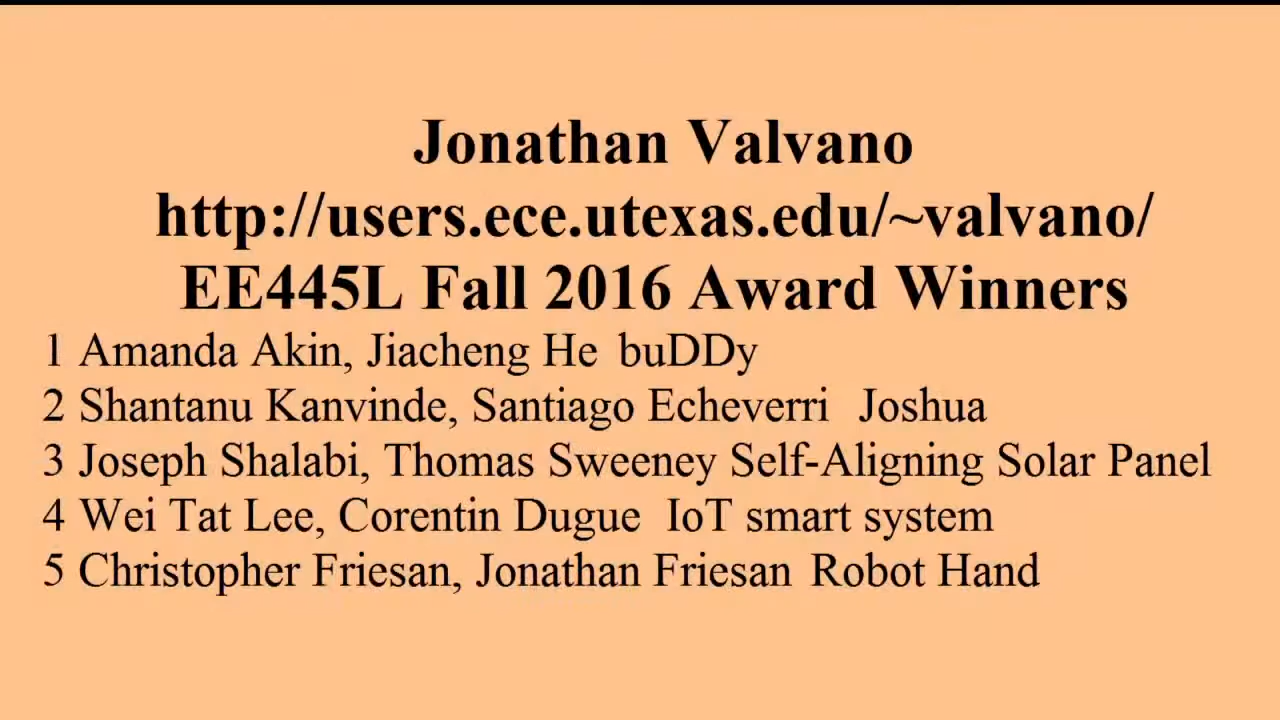 Jonathan Valvano
http://users.ece.utexas.edu/~valvano/
EE445L Fall 2016 Award Winners
1 Amanda Akin, Jiacheng He buDDy
2 Shantanu Kanvinde, Santiago Echeverri Joshua
3 Joseph Shalabi, Thomas Sweeney Self-Aligning Solar Panel
4 Wei Tat Lee, Corentin Dugue IoT smart system
5 Christopher Friesan, Jonathan Friesan Robot Hand